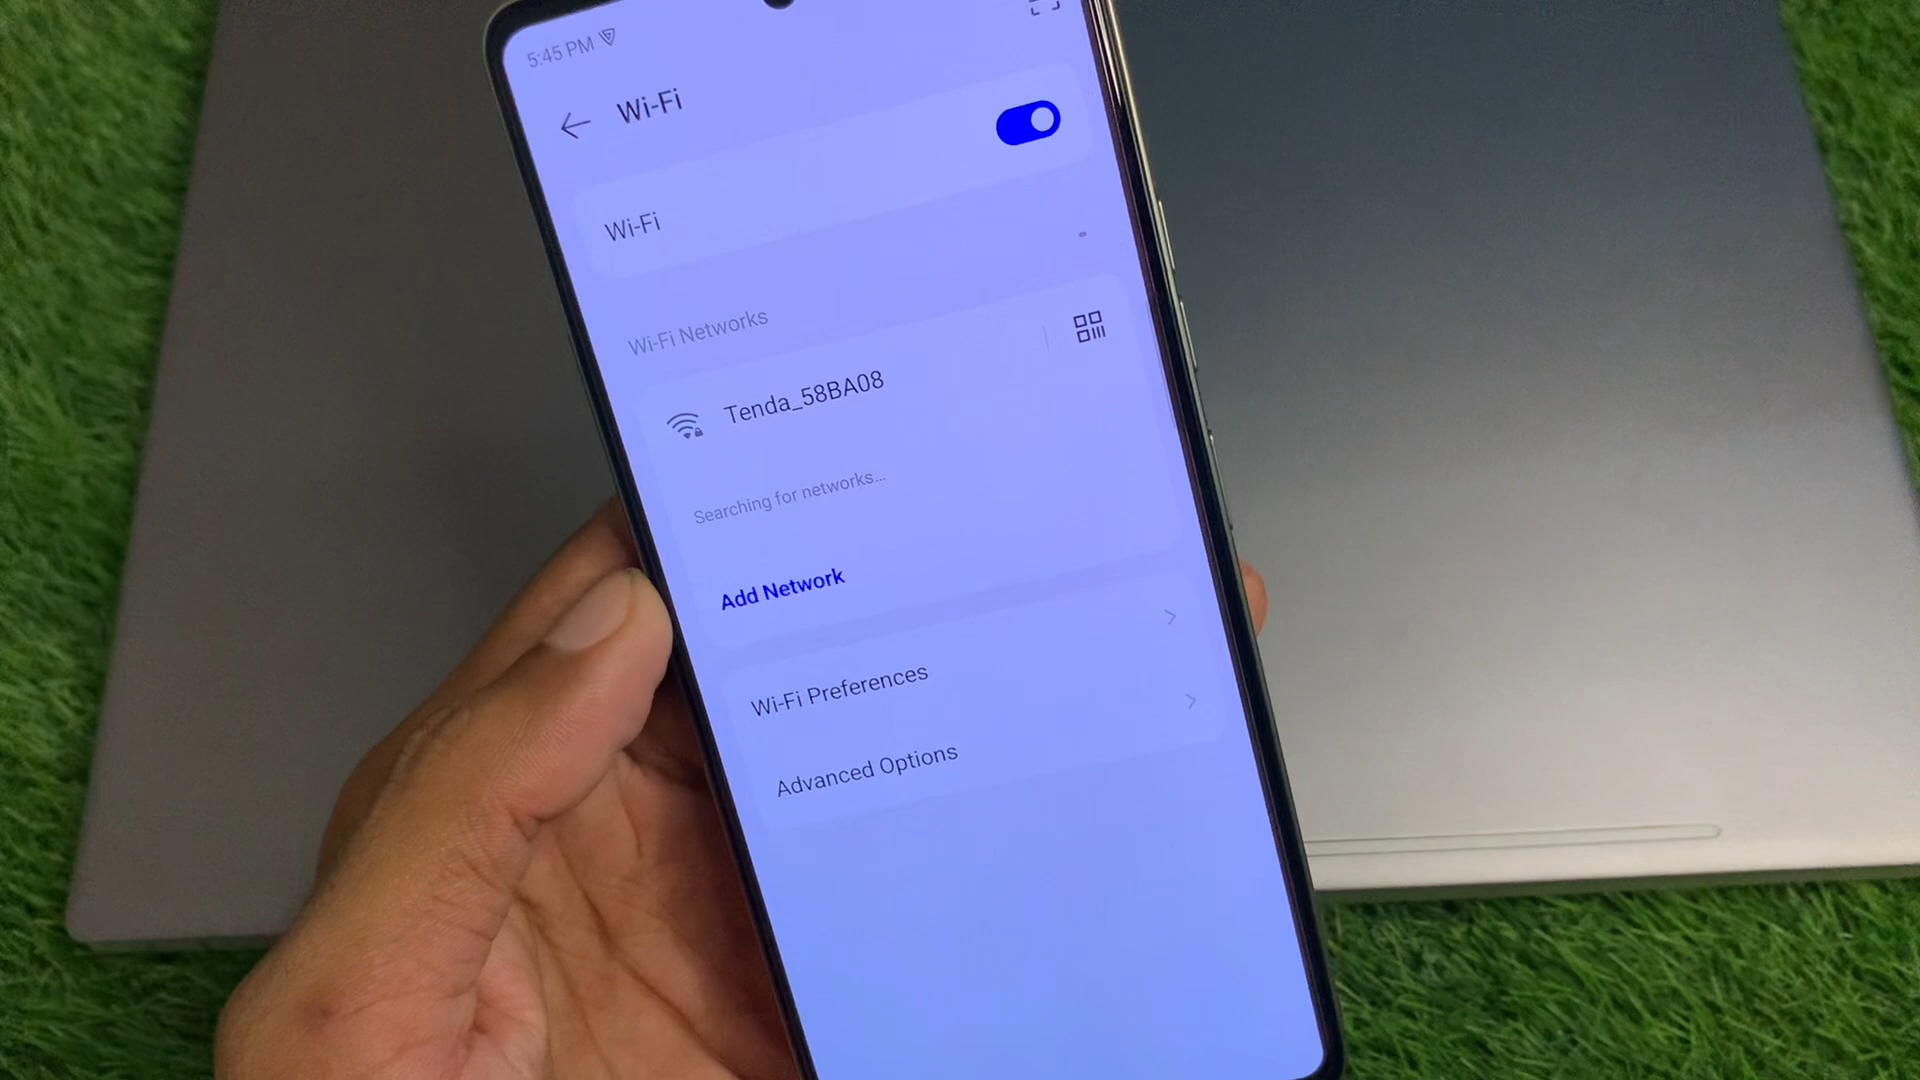 5:45 PM
Wi-Fi
Wi-Fi
Wi-Fi Networks
Tenda_58BA08
Searching for networks...
Add Network
Wi-Fi Preferences
Advanced Options